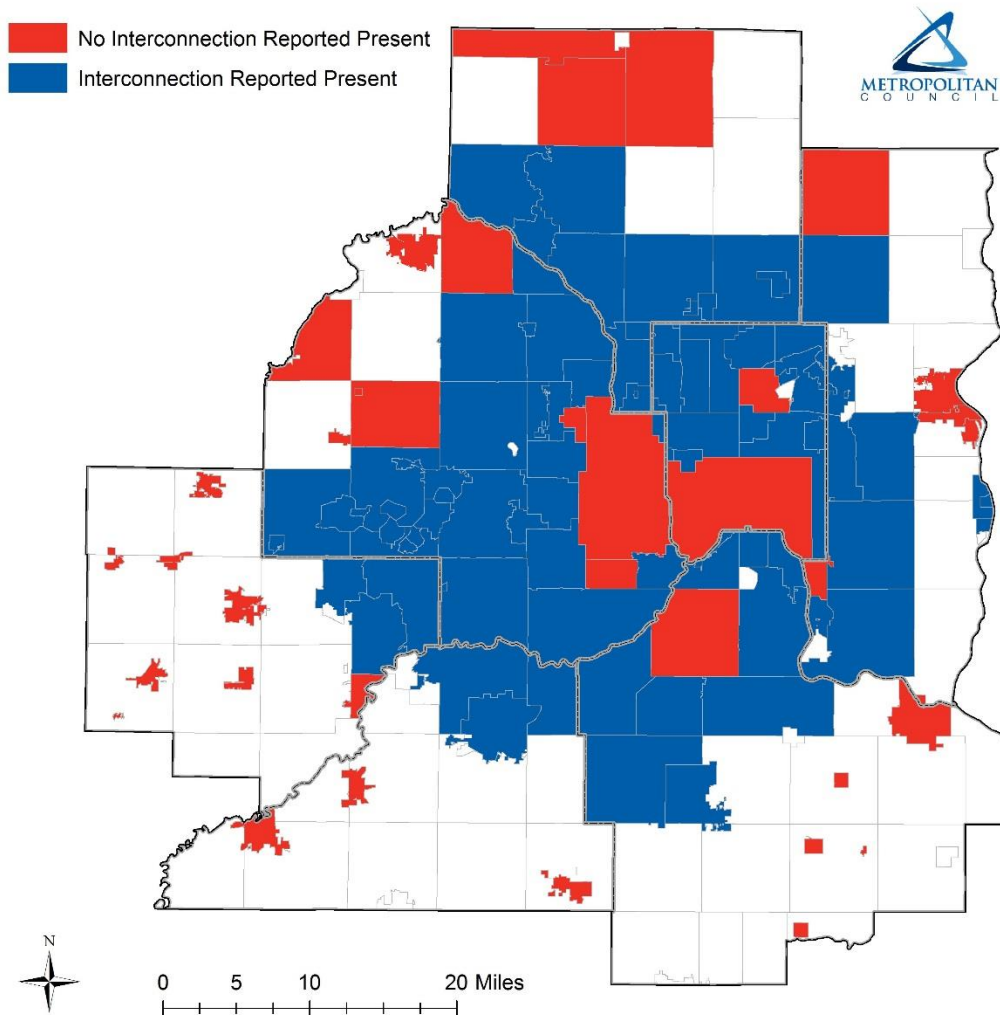 No Interconnection Reported Present
Interconnection Reported Present
METROPOLITAN
COUNCIL
N
0 5 10 20 Miles